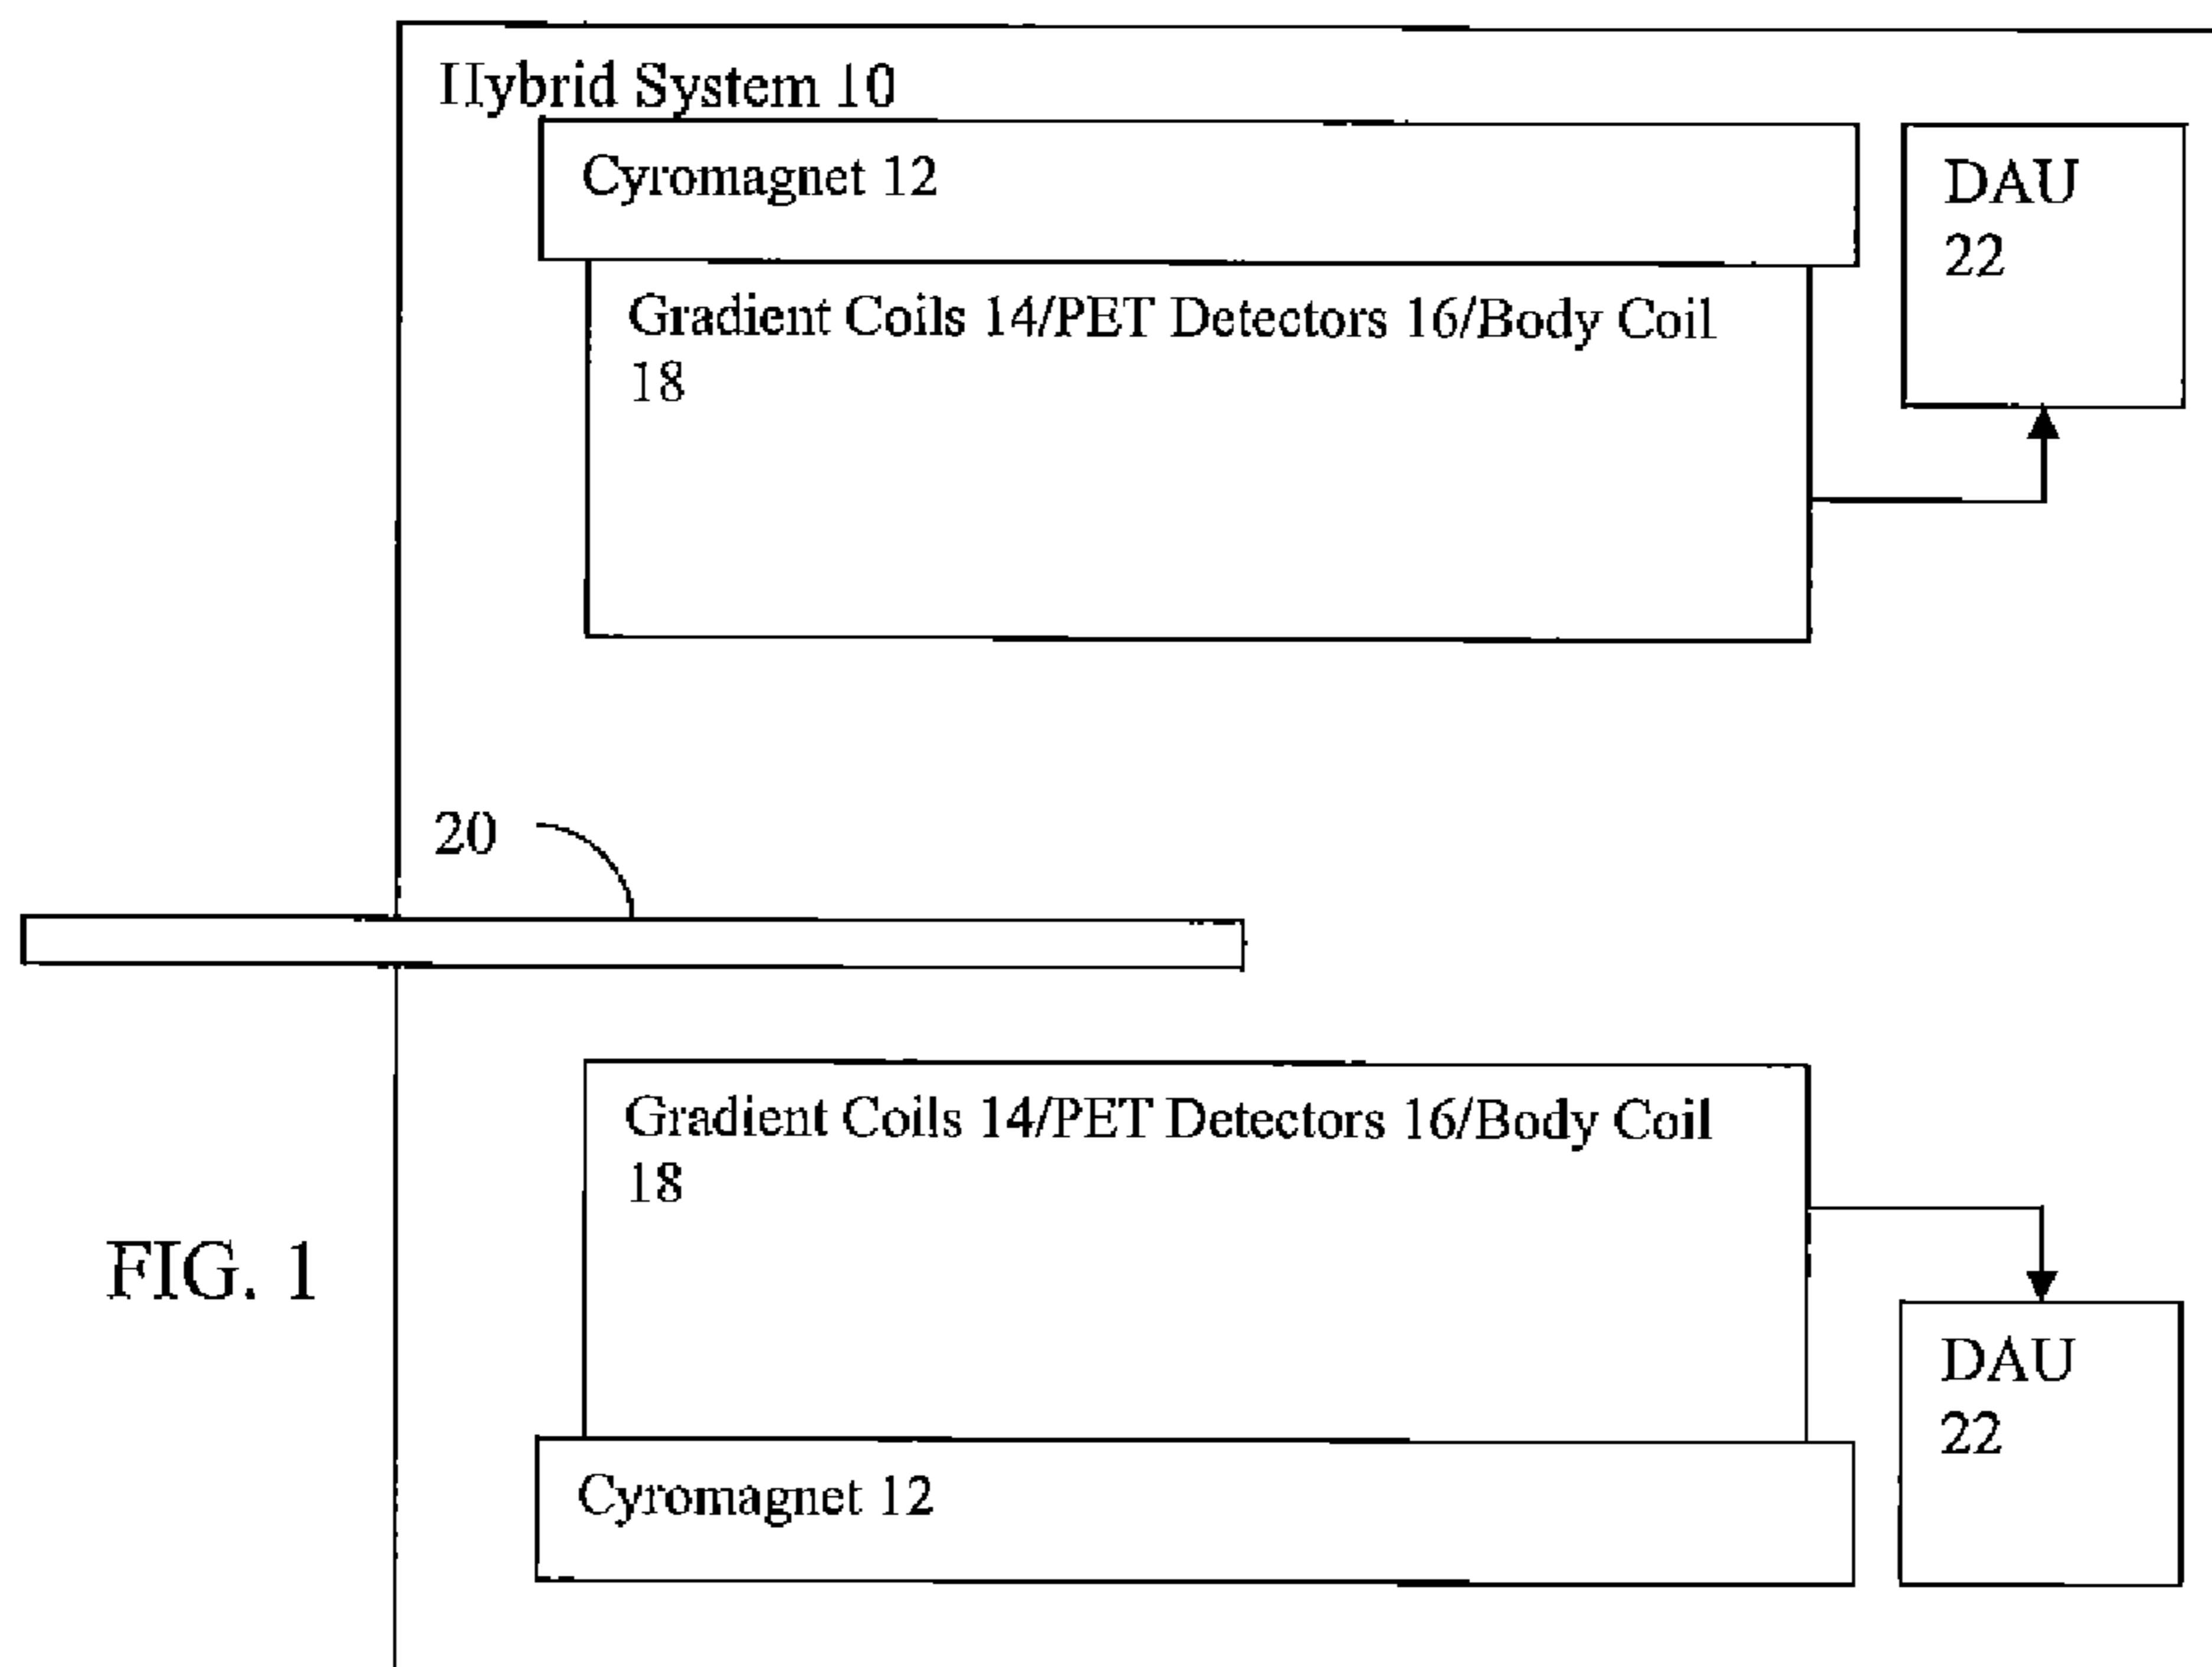 Hybrid System 10
Cyromagnet 12
DAU
22
Gradient Coils 14/PET Detectors 16/Body Coil
18
20
Gradient Coils 14/PET Detectors 16/Body Coil
18
FIG. 1
DAU
22
Cyromagnet 12